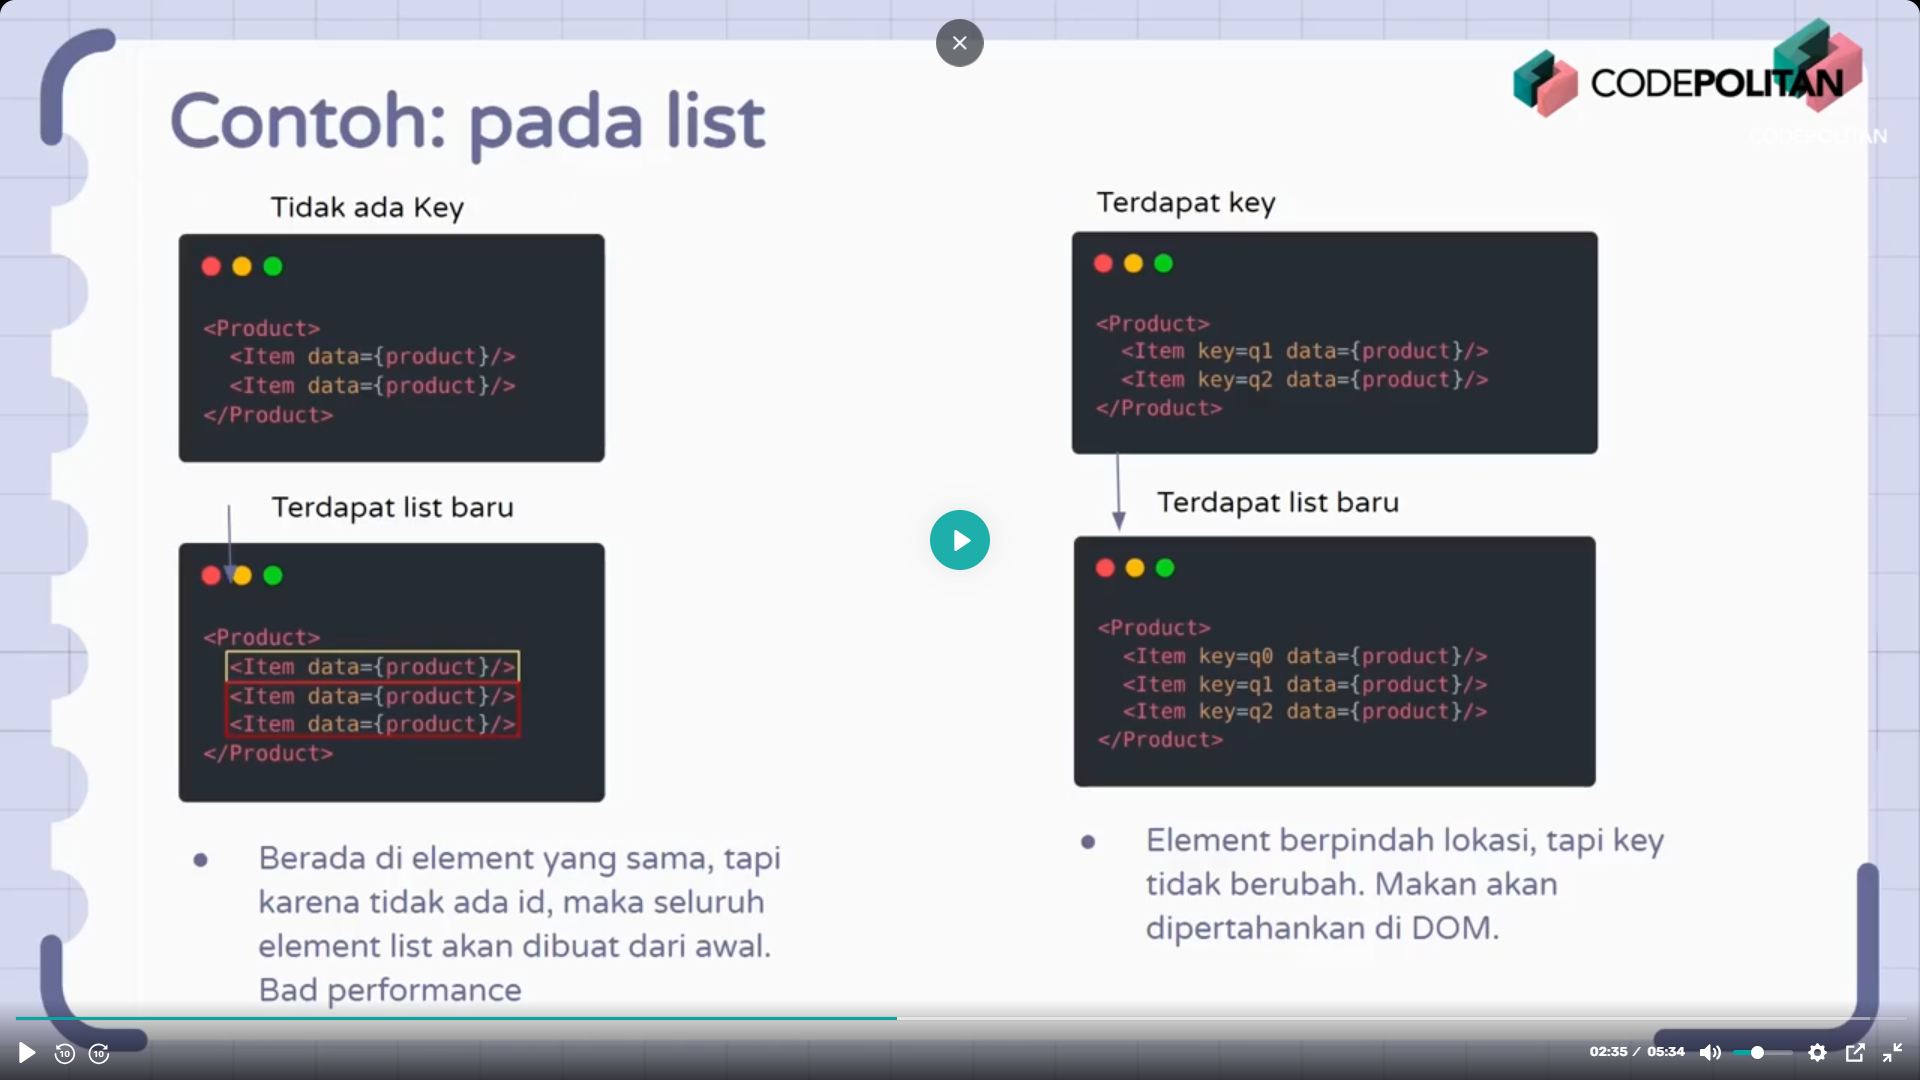 Contoh: pada list
CODEPOLITAN
CODEPOLITAN
Tidak ada Key
<Product>
<Item data={product}/>
<Item data={product}/>
</Product>
Terdapat list baru
<Product>
<Item data={product}/>
<Item data={product}/>
<Item data={product}/>
</Product>
Berada di element yang sama, tapi
karena tidak ada id, maka seluruh
element list akan dibuat dari awal.
Bad performance
Terdapat key
<Product>
<Item key=q1 data={product}/>
<Item key=q2 data={product}/>
</Product>
Terdapat list baru
<Product>
<Item key=q0 data={product}/>
<Item key=q1 data={product}/>
<Item key=q2 data={product}/>
</Product>
Element berpindah lokasi, tapi key
tidak berubah. Makan akan
dipertahankan di DOM.
10
10
02:35 / 05:34